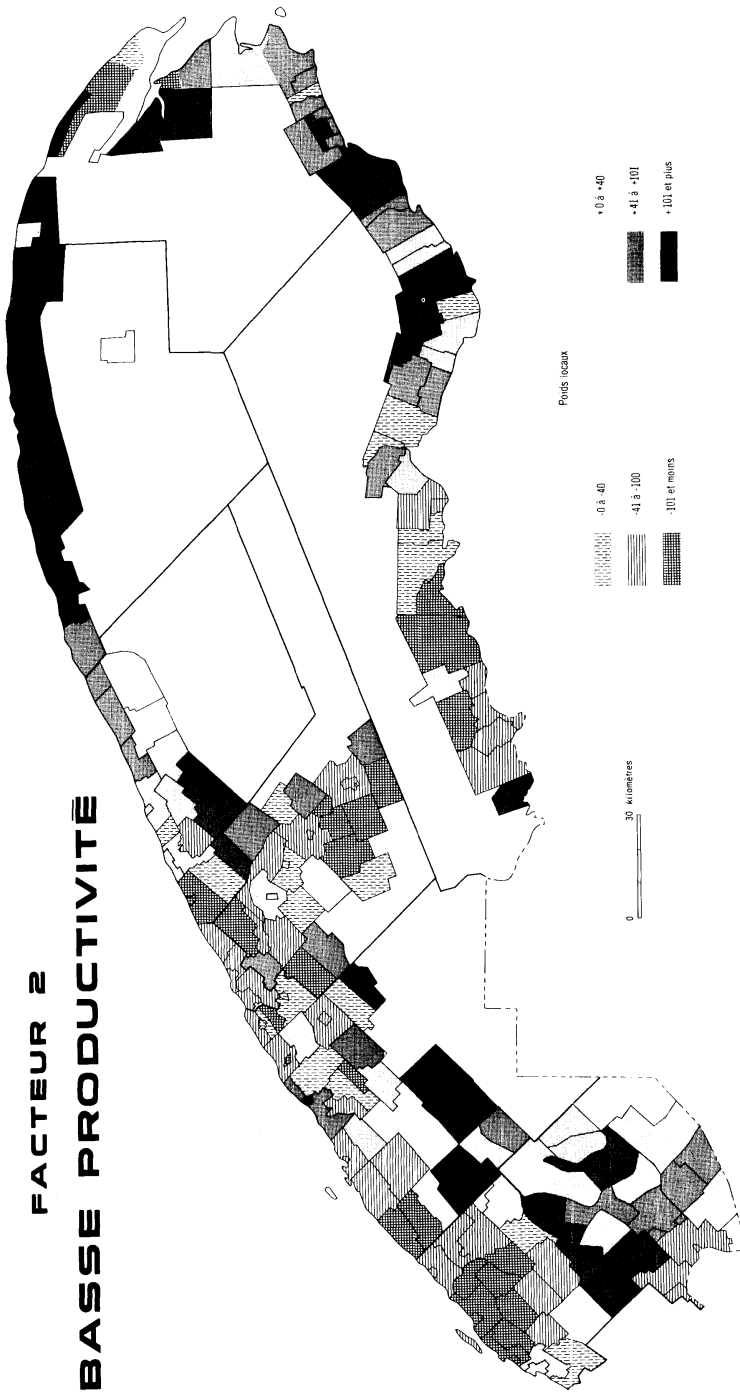 FACTEUR 2
BASSE PRODUCTIVITÉ
0 30 kilomètres
Poids locaux
-0 à -40
-41 à -100
-101 et moins
+0 à +40
+41 à +101
+101 et plus